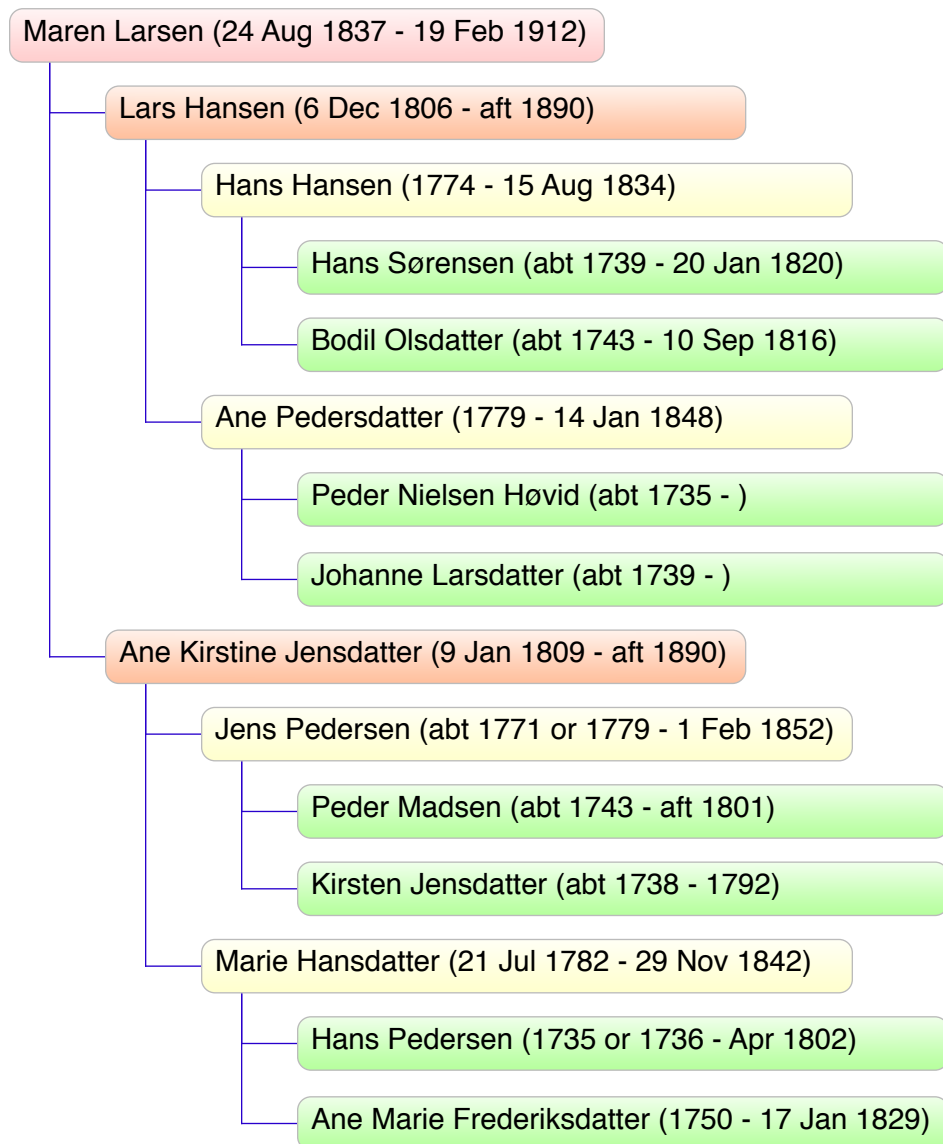 Maren Larsen (24 Aug 1837 - 19 Feb 1912)
Lars Hansen (6 Dec 1806 - aft 1890)
Hans Hansen (1774 - 15 Aug 1834)
Hans Sørensen (abt 1739 - 20 Jan 1820)
Bodil Olsdatter (abt 1743 - 10 Sep 1816)
Ane Pedersdatter (1779 - 14 Jan 1848)
Peder Nielsen Høvid (abt 1735 - )
Johanne Larsdatter (abt 1739 - )
Ane Kirstine Jensdatter (9 Jan 1809 - aft 1890)
Jens Pedersen (abt 1771 or 1779 - 1 Feb 1852)
Peder Madsen (abt 1743 - aft 1801)
Kirsten Jensdatter (abt 1738 - 1792)
Marie Hansdatter (21 Jul 1782 - 29 Nov 1842)
Hans Pedersen (1735 or 1736 - Apr 1802)
Ane Marie Frederiksdatter (1750 - 17 Jan 1829)